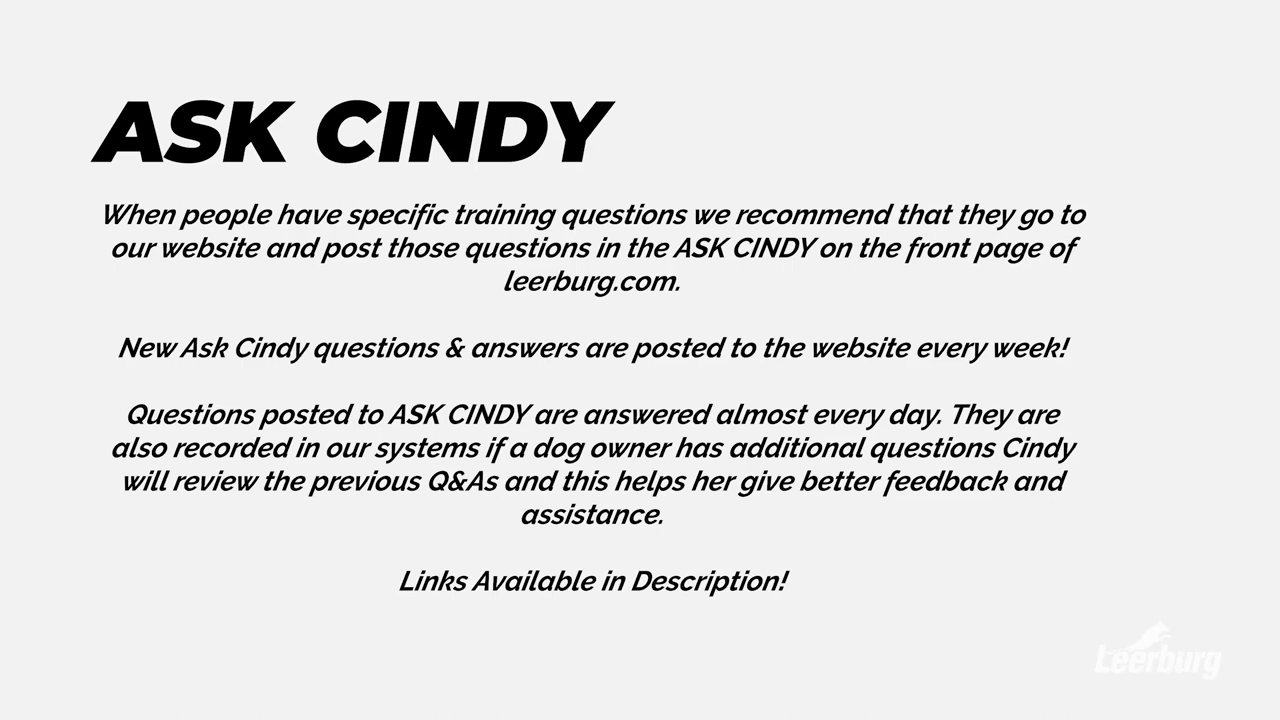 ASK CINDY
When people have specific training questions we recommend that they go to
our website and post those questions in the ASK CINDY on the front page of
leerburg.com.
New Ask Cindy questions & answers are posted to the website every week!
Questions posted to ASK CINDY are answered almost every day. They are
also recorded in our systems if a dog owner has additional questions Cindy
will review the previous Q&As and this helps her give better feedback and
assistance.
Links Available in Description!
Leerburg